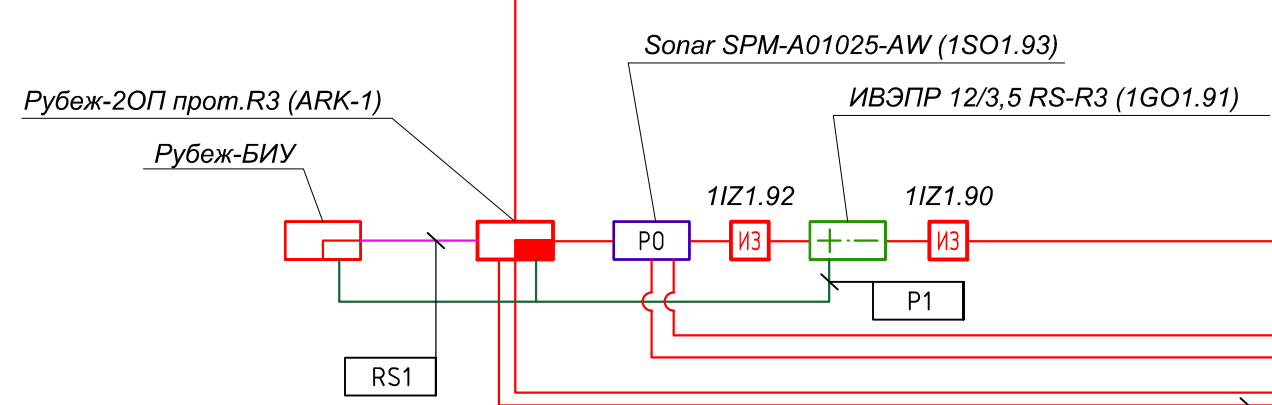 Sonar SPM-A01025-AW (1SO1.93)
Рубеж-2ОП прот.R3 (ARK-1)
ИВЭПР 12/3,5 RS-R3 (1GO1.91)
Рубеж-БИУ
1IZ1.92
1IZ1.90
РО
ИЗ
ИЗ
P1
RS1